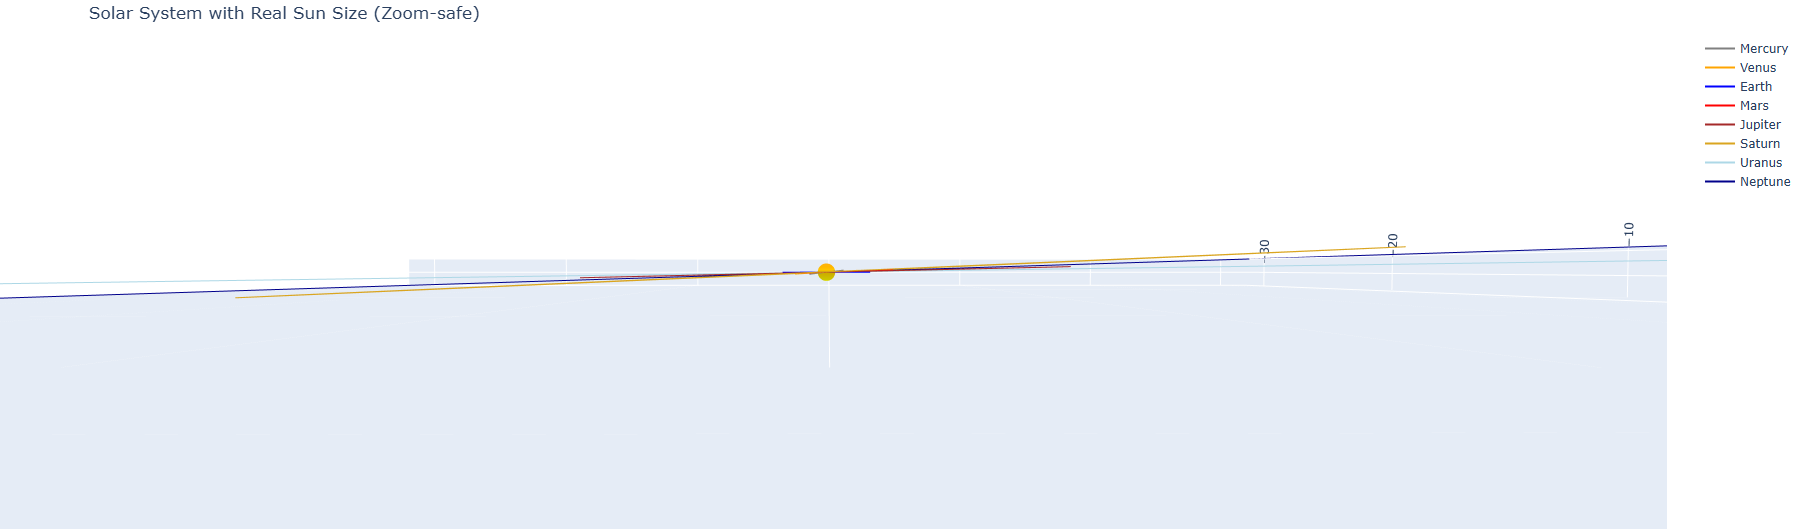 Solar System with Real Sun Size (Zoom-safe)
Mercury
Venus
Earth
Mars
Jupiter
Saturn
Uranus
Neptune
−30
−20
−10